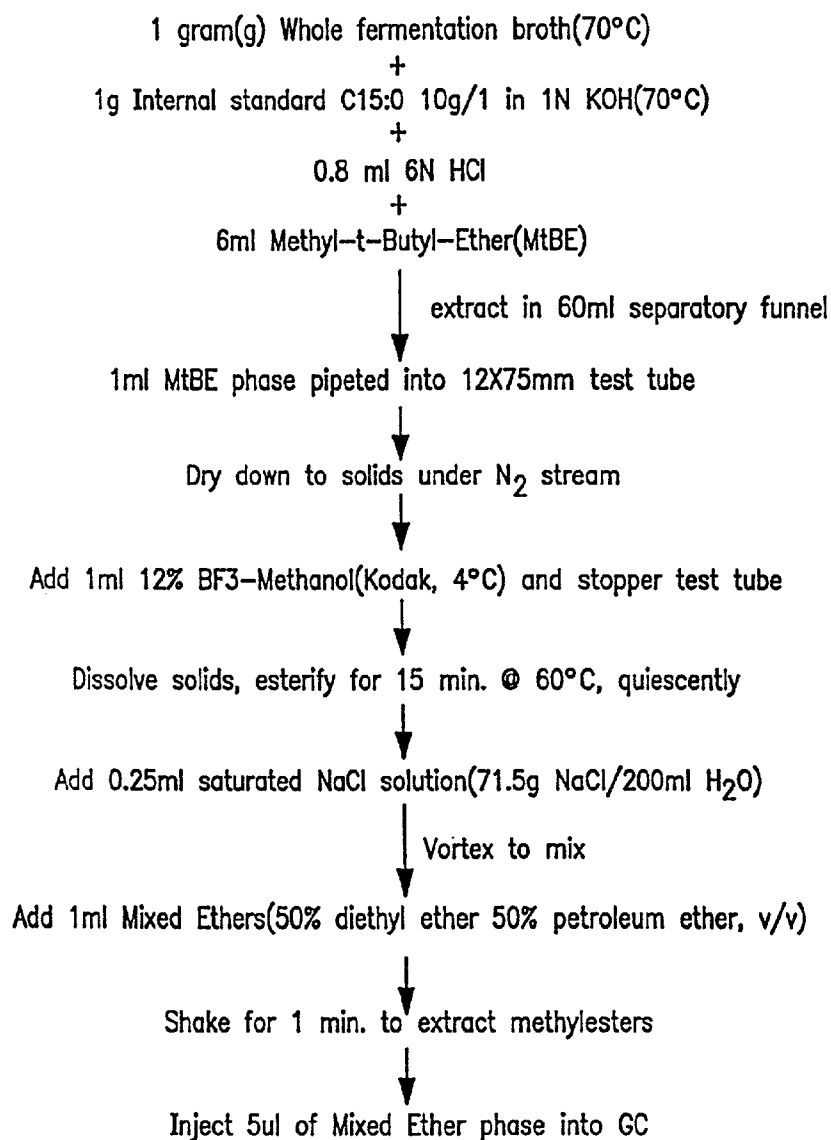 1 gram(g) Whole fermentation broth(70°C)
+
1g Internal standard C15:0 10g/1 in 1N KOH(70°C)
+
0.8 ml 6N HCl
+
6ml Methyl-t-Butyl-Ether(MtBE)
extract in 60ml separatory funnel
1ml MtBE phase pipeted into 12X75mm test tube
Dry down to solids under N2 stream
Add 1ml 12% BF3-Methanol(Kodak, 4°C) and stopper test tube
Dissolve solids, esterify for 15 min. @ 60°C, quiescently
Add 0.25ml saturated NaCl solution(71.5g NaCl/200ml H2O)
Vortex to mix
Add 1ml Mixed Ethers(50% diethyl ether 50% petroleum ether, v/v)
Shake for 1 min. to extract methylesters
Inject 5ul of Mixed Ether phase into GC